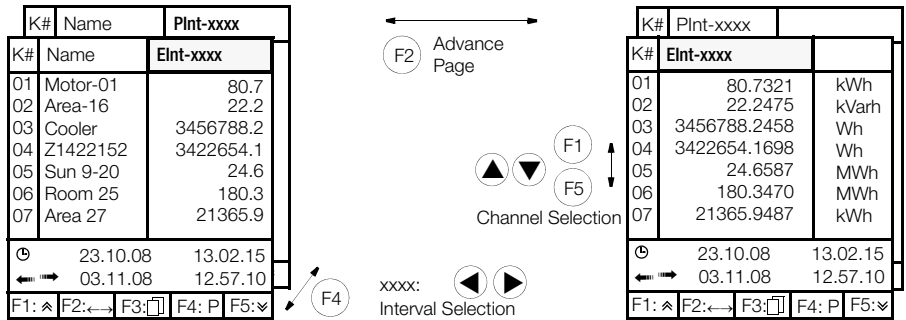 K# Name PInt-xxxx
K# Name EInt-xxxx
01 Motor-01 80.7
02 Area-16 22.2
03 Cooler 3456788.2
04 Z1422152 3422654.1
05 Sun 9-20 24.6
06 Room 25 180.3
07 Area 27 21365.9
23.10.08 13.02.15
03.11.08 12.57.10
F1: F2: F3: F4: P F5:
F2 Advance
Page
F1
F5
Channel Selection
F4
xxxx:
Interval Selection
K# PInt-xxxx
K# EInt-xxxx
01 80.7321 kWh
02 22.2475 kVarh
03 3456788.2458 Wh
04 3422654.1698 Wh
05 24.6587 MWh
06 180.3470 MWh
07 21365.9487 kWh
23.10.08 13.02.15
03.11.08 12.57.10
F1: F2: F3: F4: P F5: